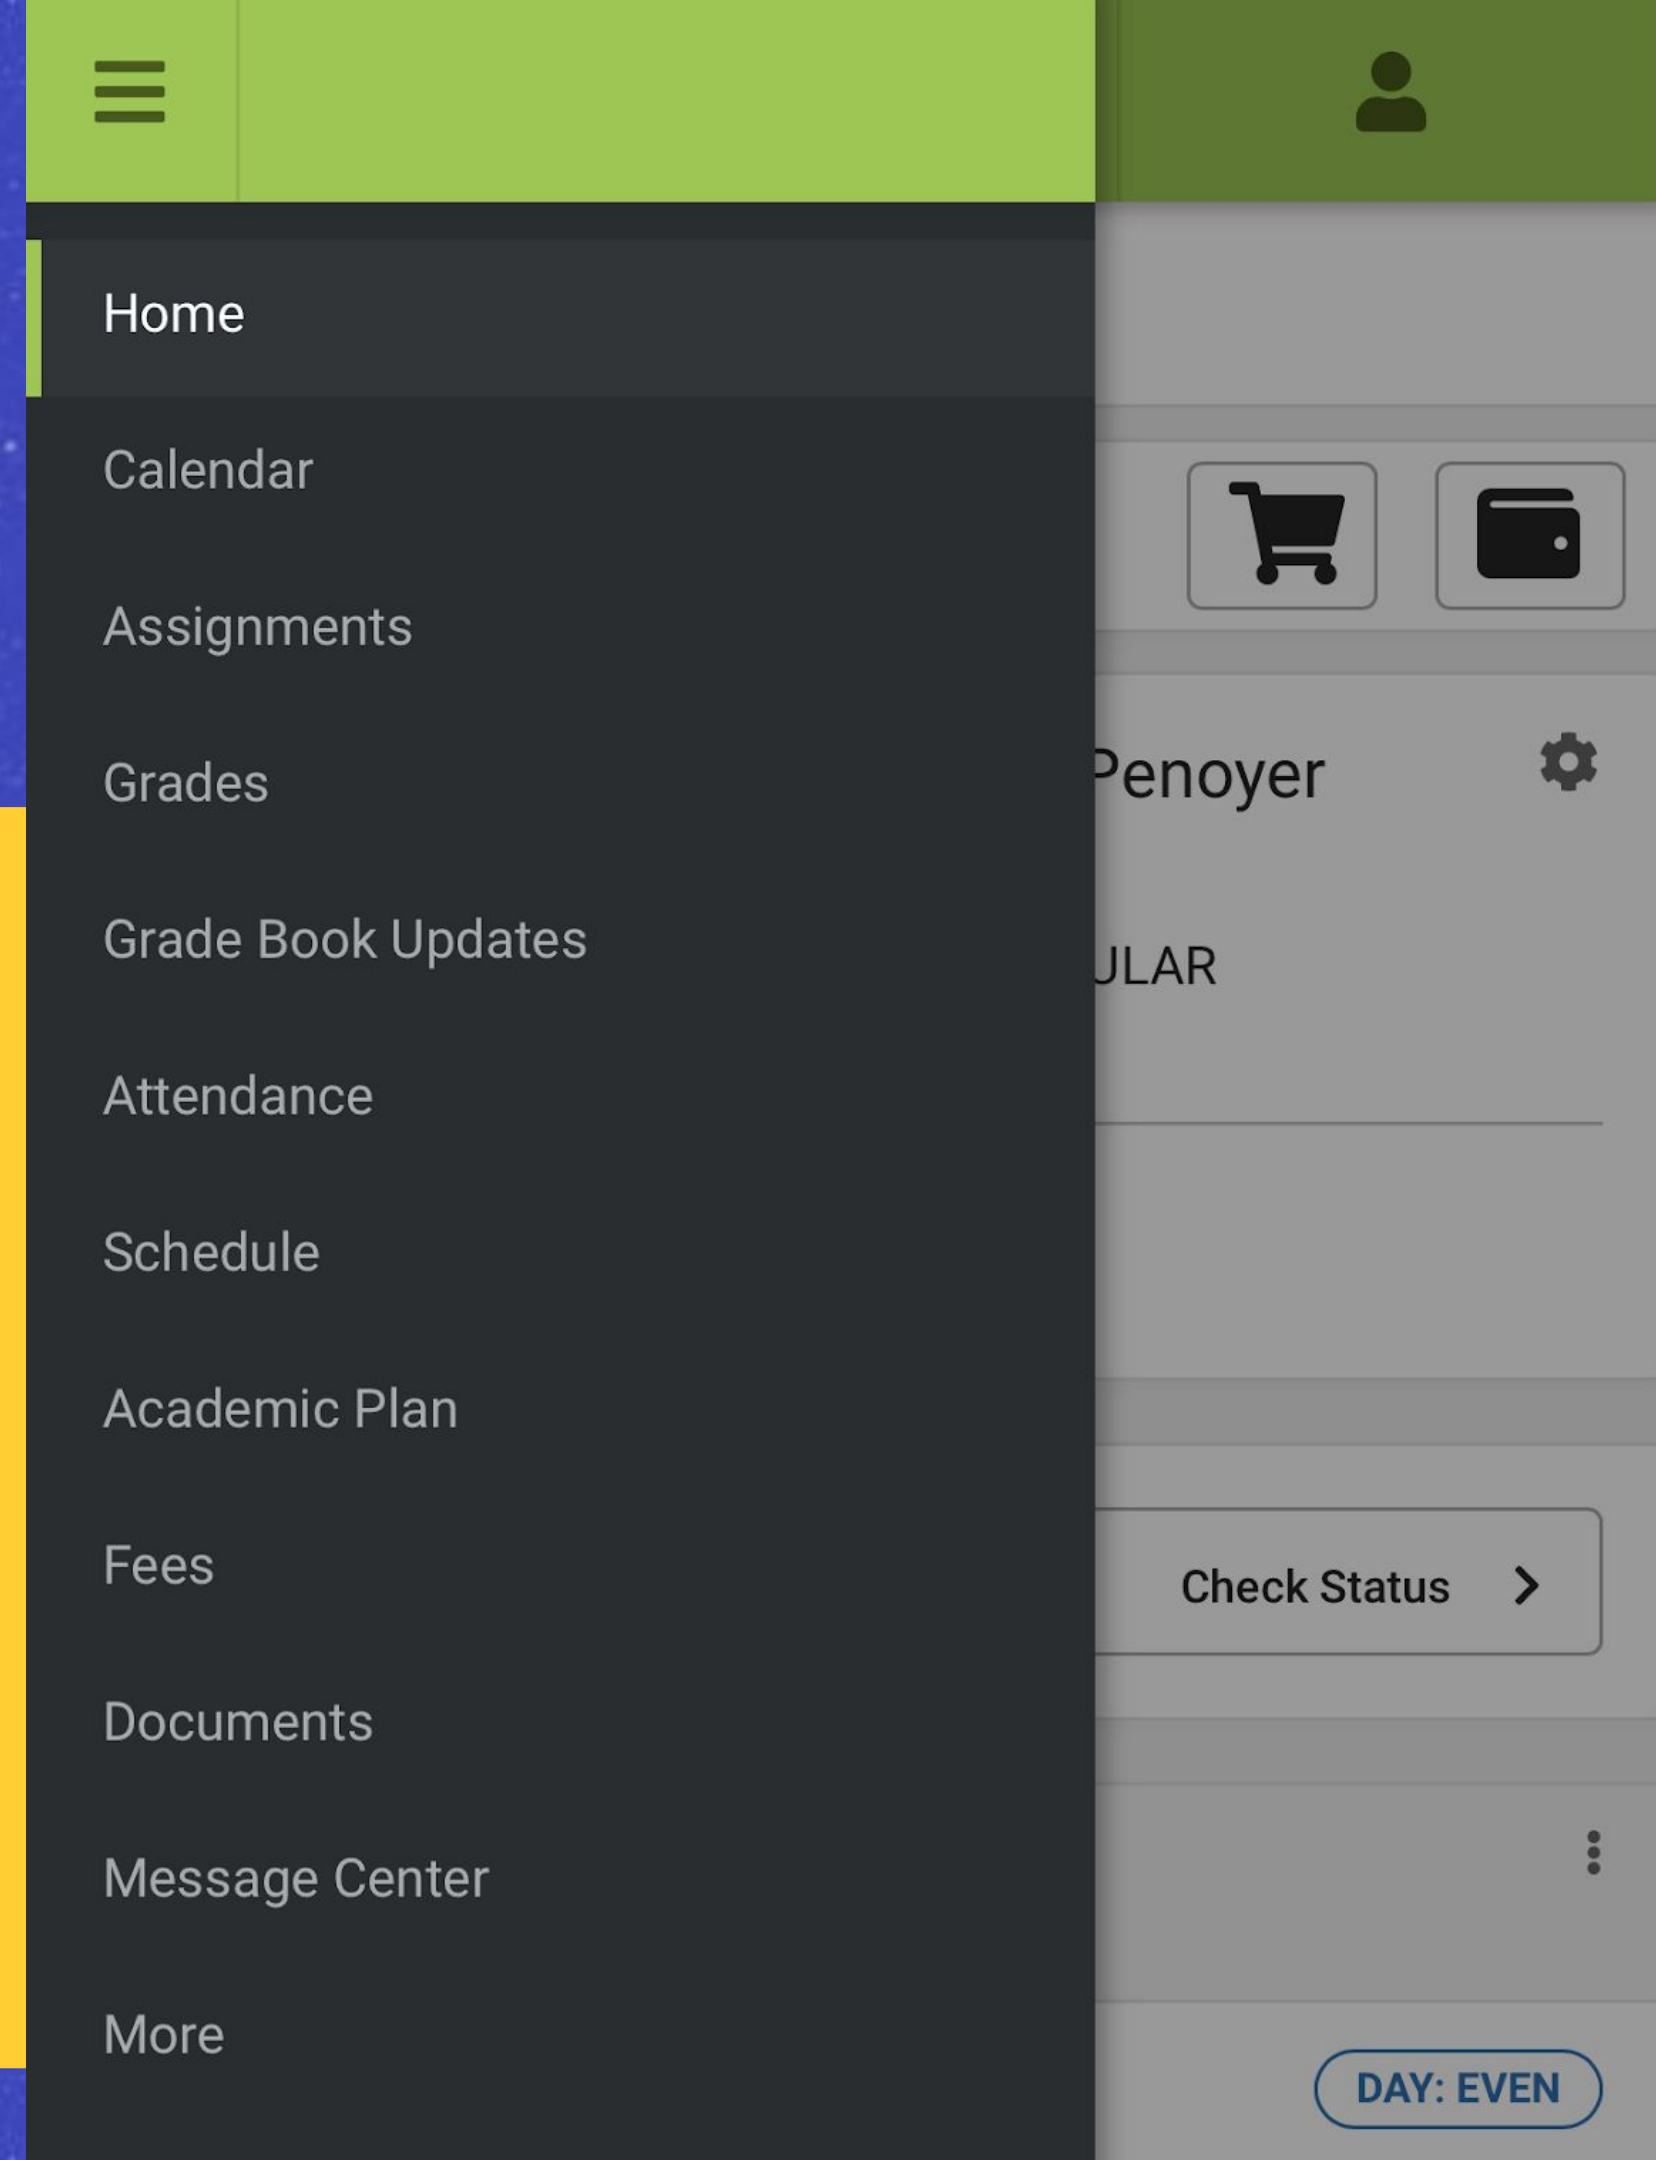 Home
Calendar
Assignments
Grades
Grade Book Updates
Attendance
Schedule
Academic Plan
Fees
Documents
Message Center
More
Penoyer
ULAR
Check Status
DAY: EVEN